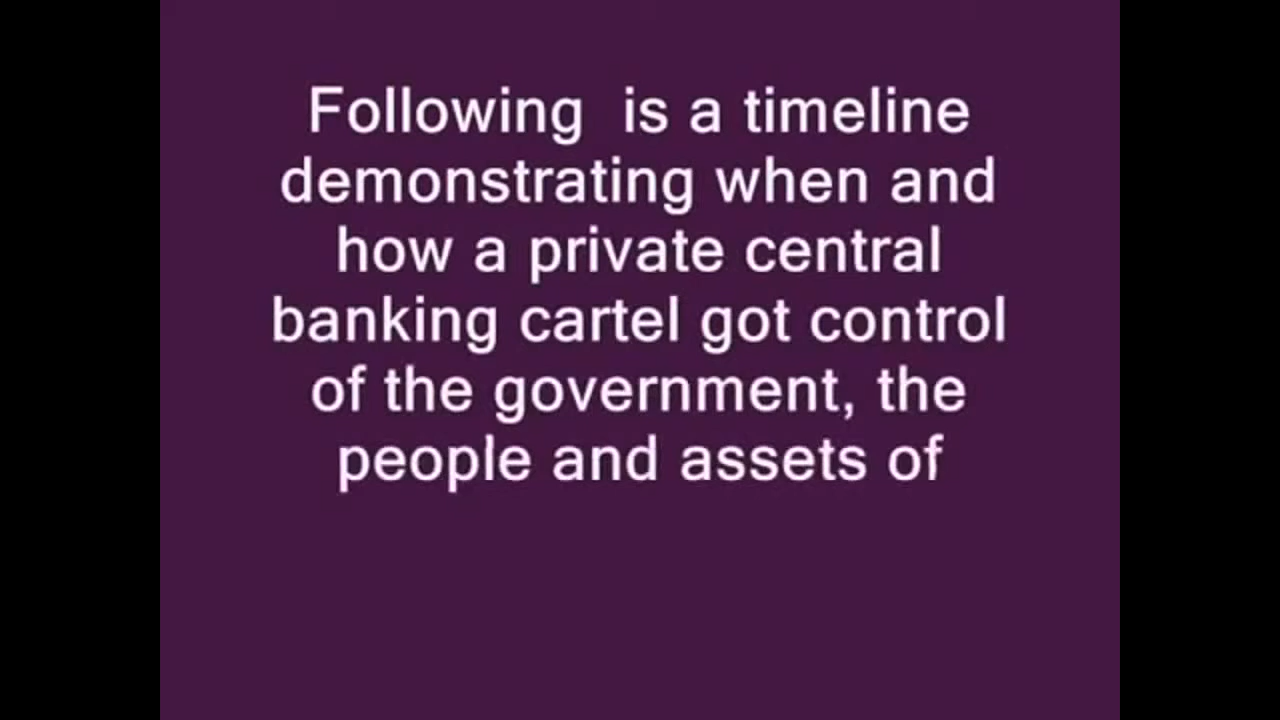 Following  is a timeline
demonstrating when and
how a private central
banking cartel got control
of the government, the
people and assets of